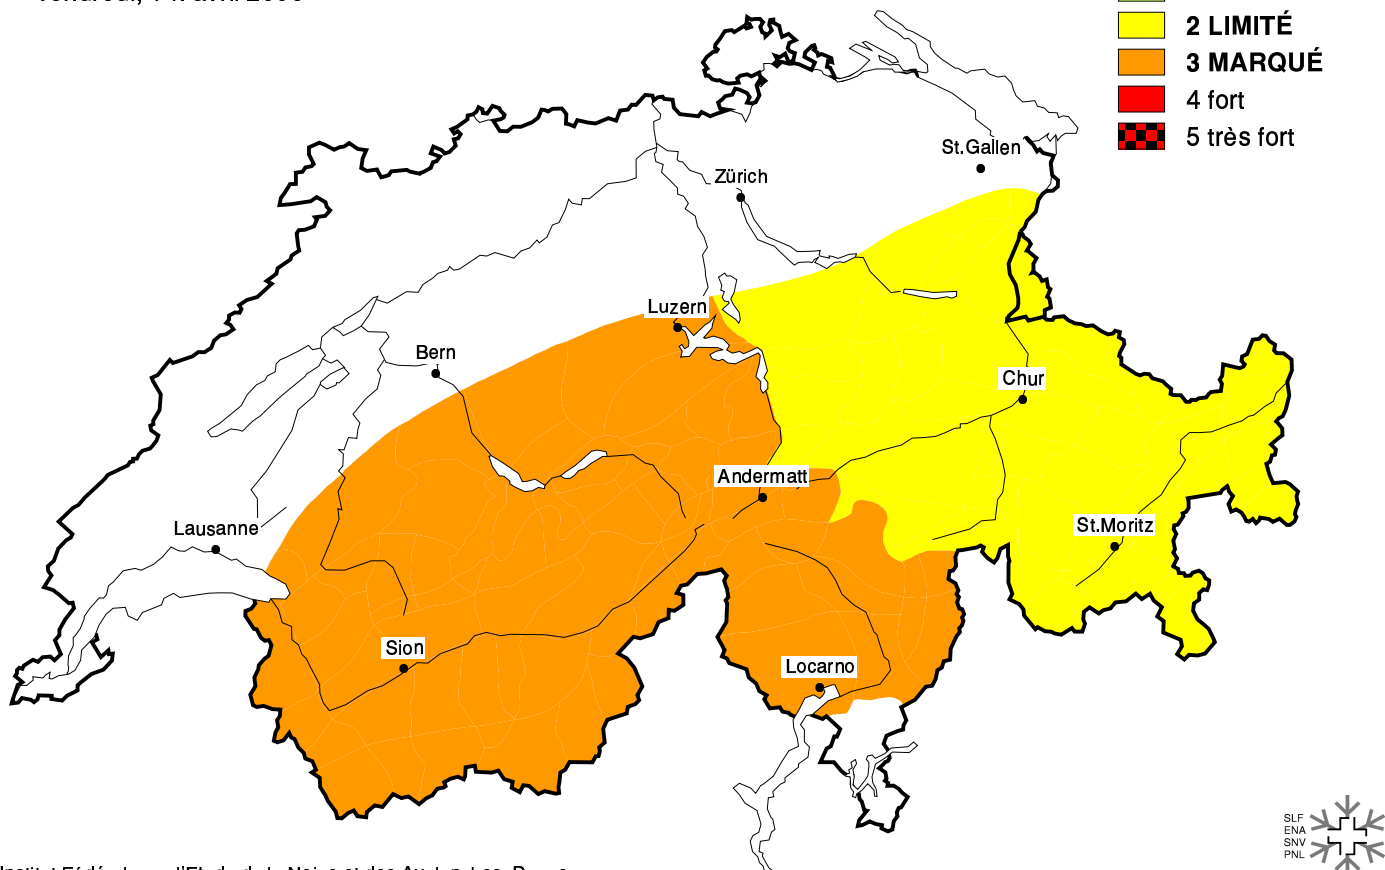 2 LIMITÉ
3 MARQUÉ
4 fort
5 très fort
St.Gallen
Zürich
Luzern
Bern
Chur
Andermatt
Lausanne
St.Moritz
Sion
Locarno
SLF
ENA
SNV
PNL